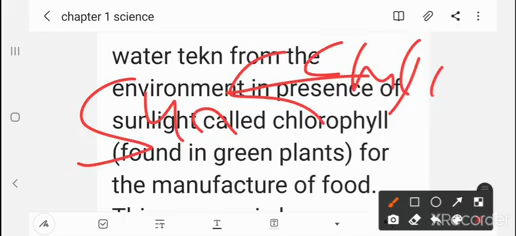 chapter 1 science
water tekn from the
environment in presence of
sunlight called chlorophyll
(found in green plants) for
the manufacture of food.
XRecorder